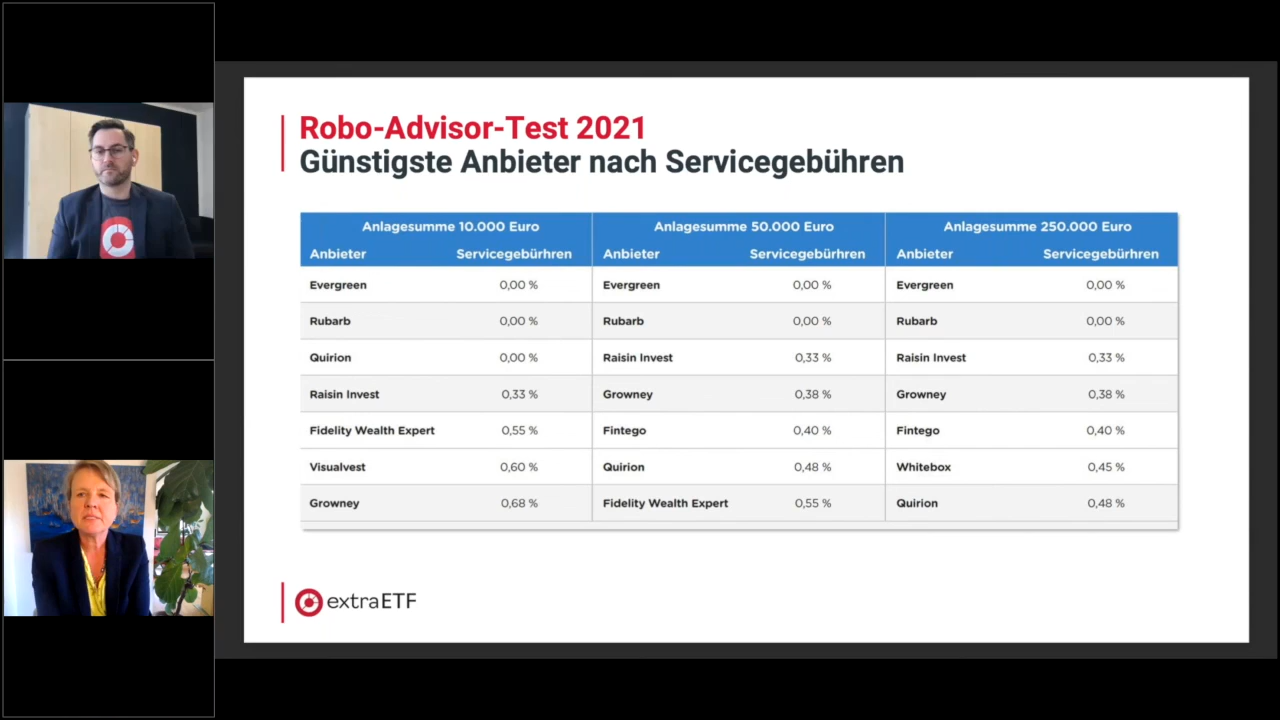 Robo-Advisor-Test 2021
Günstigste Anbieter nach Servicegebühren
Anlagesumme 10.000 Euro Anlagesumme 50.000 Euro Anlagesumme 250.000 Euro
Anbieter Servicegebürhren Anbieter Servicegebürhren Anbieter Servicegebürhren
Evergreen 0,00 % Evergreen 0,00 % Evergreen 0,00 %
Rubarb 0,00 % Rubarb 0,00 % Rubarb 0,00 %
Quirion 0,00 % Raisin Invest 0,33 % Raisin Invest 0,33 %
Raisin Invest 0,33 % Growney 0,38 % Growney 0,38 %
Fidelity Wealth Expert 0,55 % Fintego 0,40 % Fintego 0,40 %
Visualvest 0,60 % Quirion 0,48 % Whitebox 0,45 %
Growney 0,68 % Fidelity Wealth Expert 0,55 % Quirion 0,48 %
extraETF